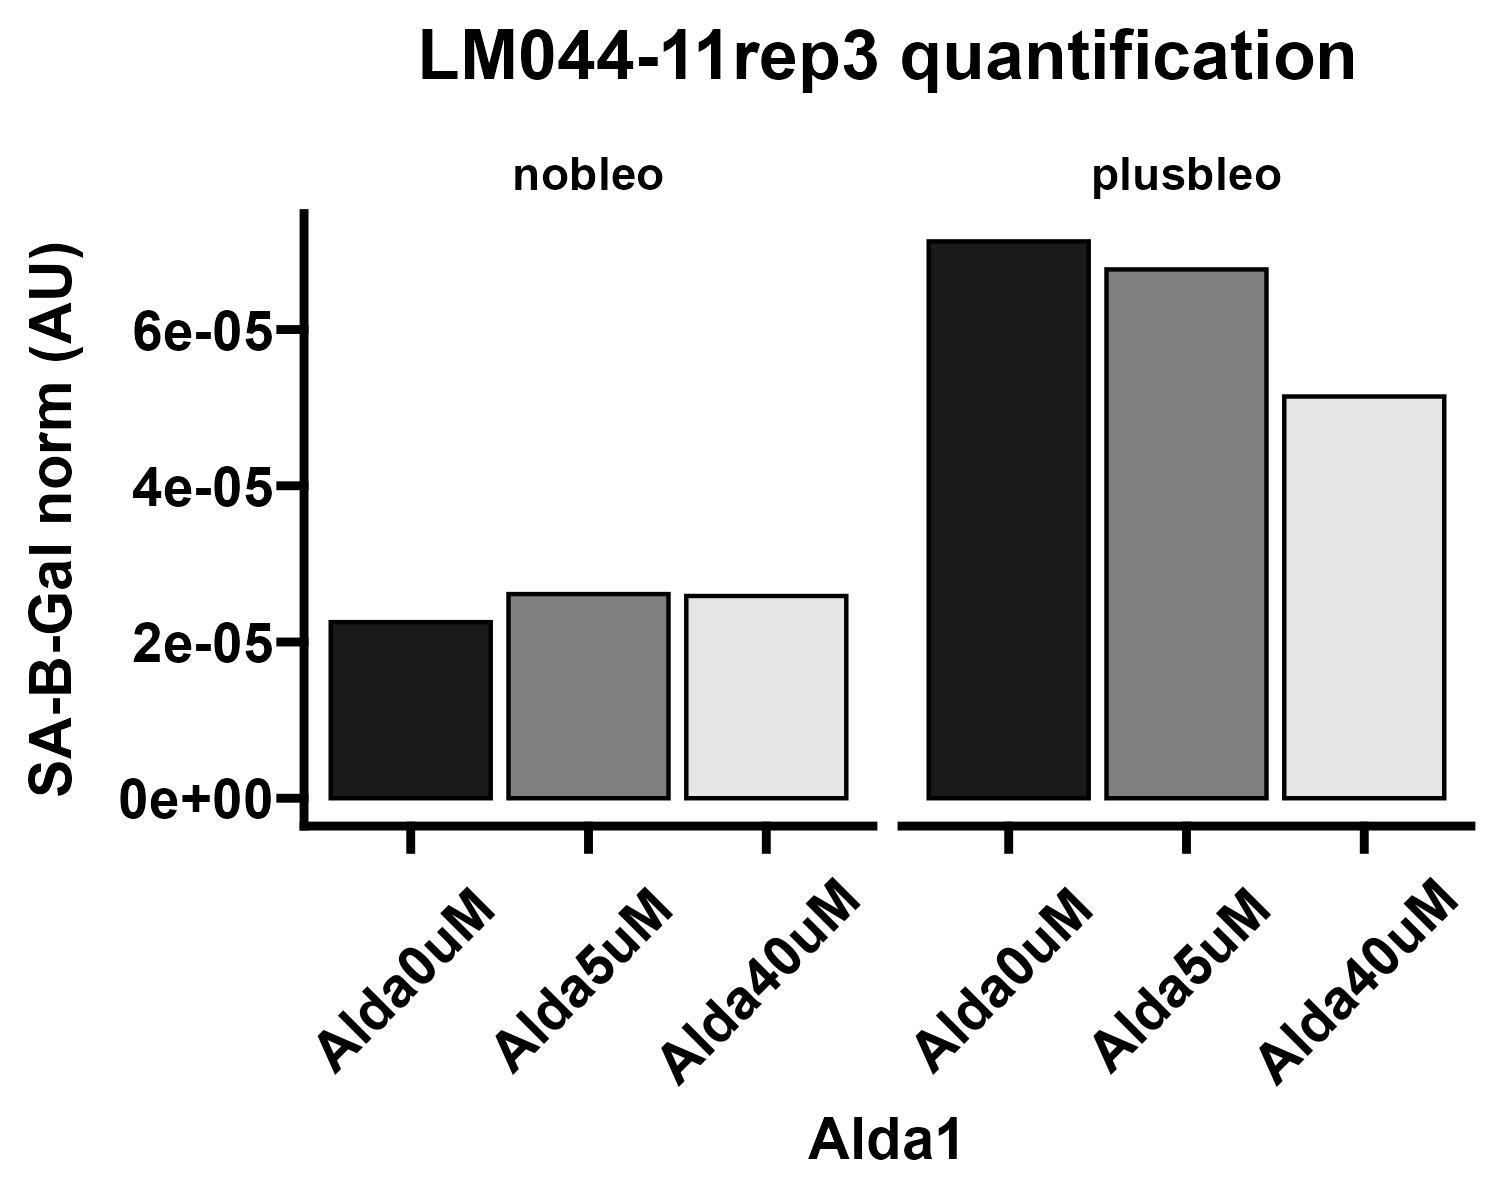 LM044-11rep3 quantification
nobleo
plusbleo
SA-B-Gal norm (AU)
6e-05
4e-05
2e-05
0e+00
Alda0uM
Alda5uM
Alda40uM
Alda0uM
Alda5uM
Alda40uM
Alda1